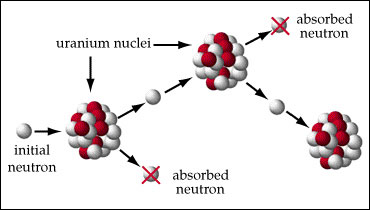 absorbed
neutron
uranium nuclei
initial
neutron
absorbed
neutron